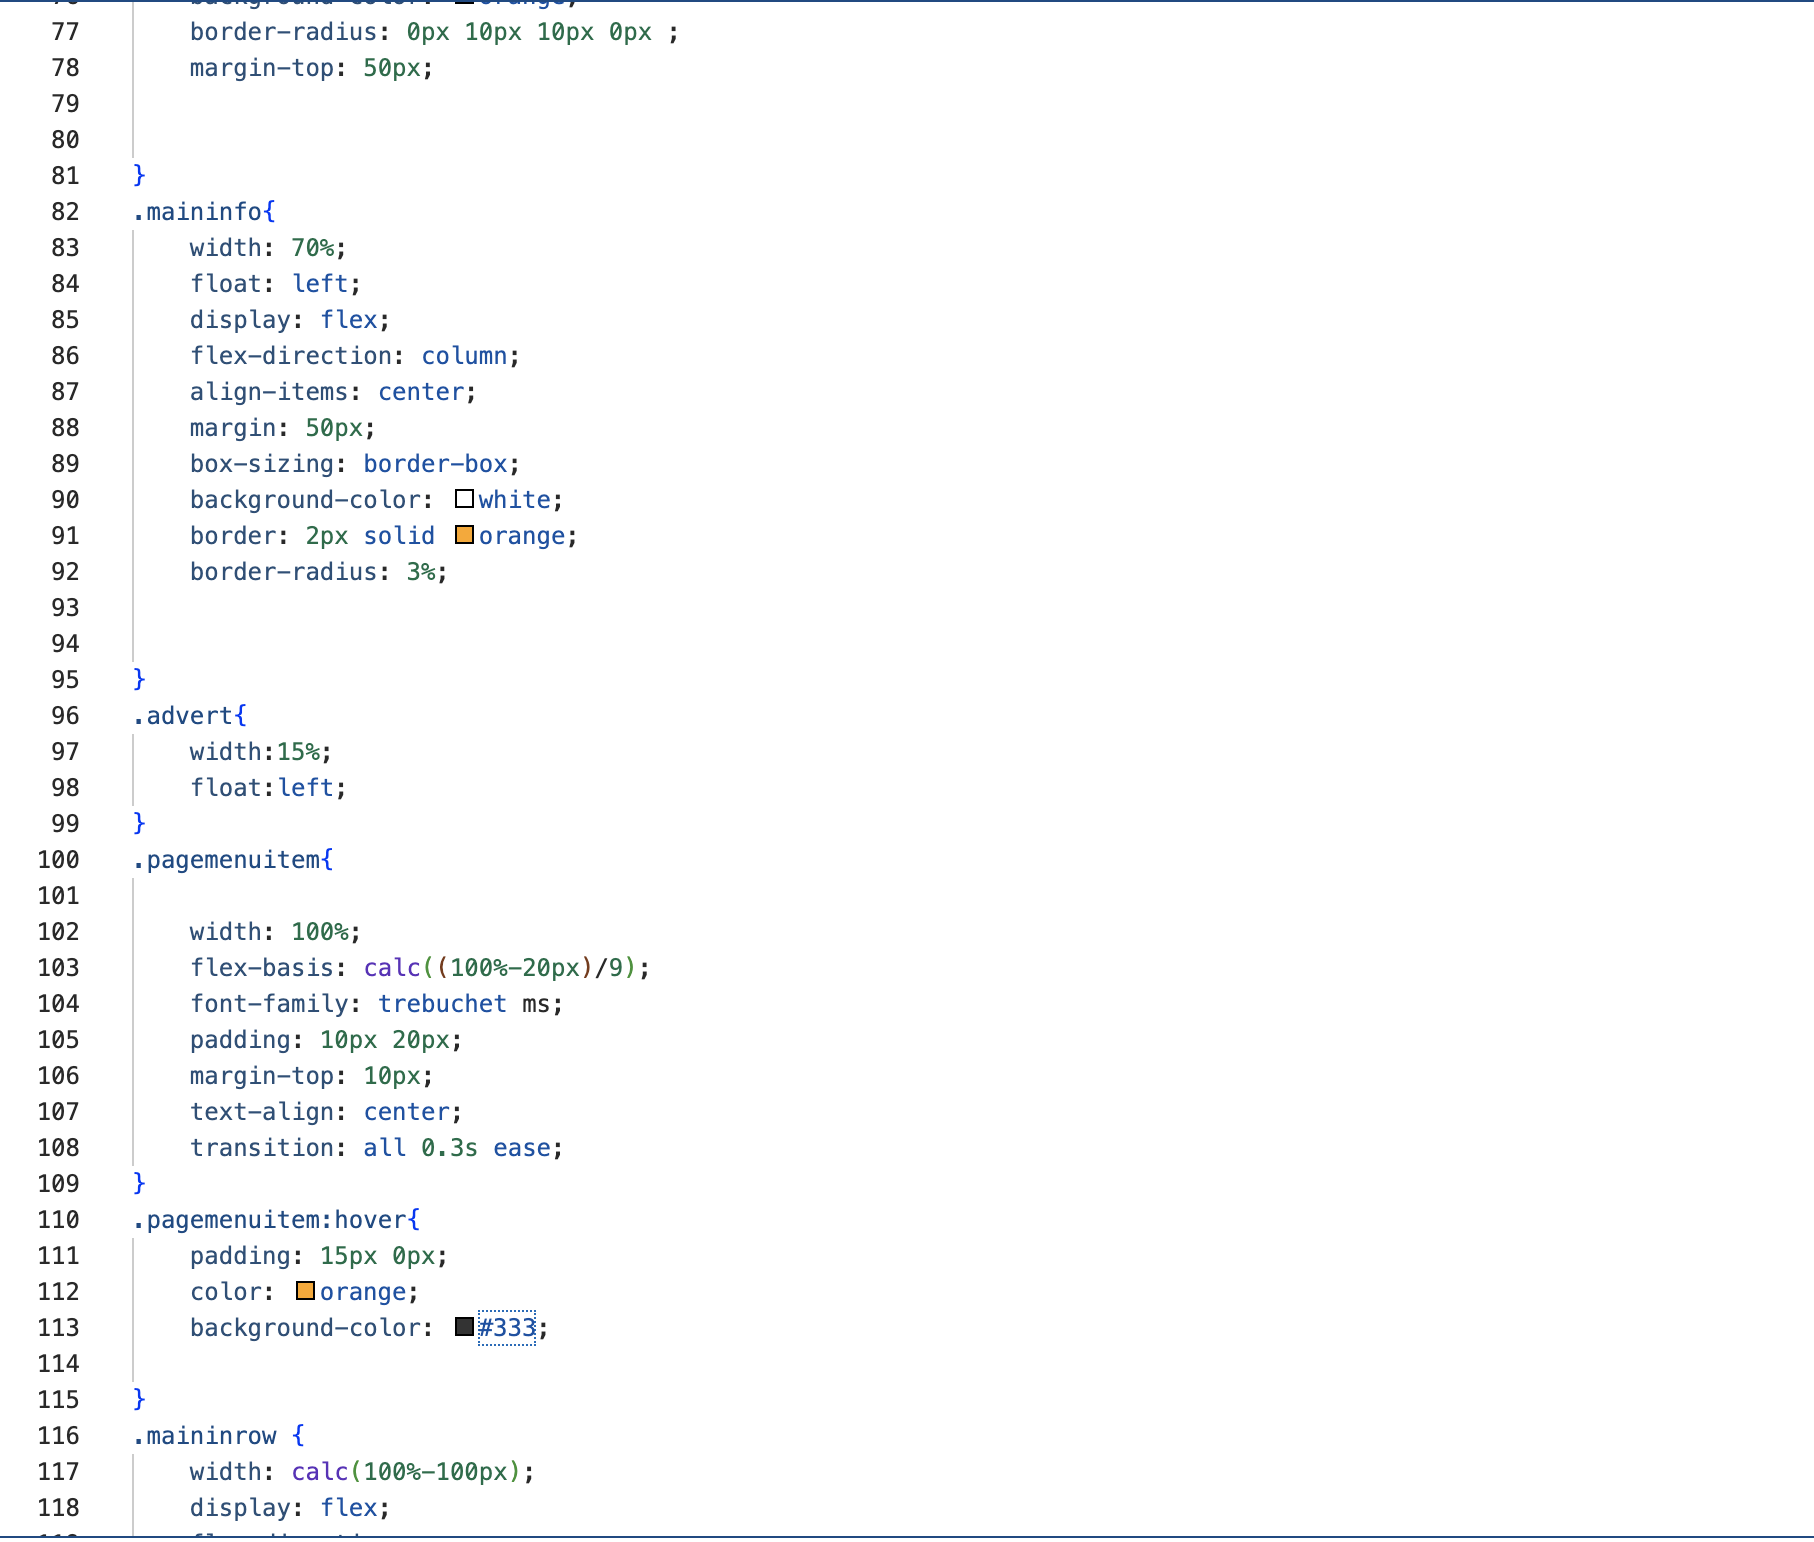 77 border-radius: 0px 10px 10px 0px ;
78 margin-top: 50px;
79
80
81 }
82 .maininfo{
83 width: 70%;
84 float: left;
85 display: flex;
86 flex-direction: column;
87 align-items: center;
88 margin: 50px;
89 box-sizing: border-box;
90 background-color: white;
91 border: 2px solid orange;
92 border-radius: 3%;
93
94
95 }
96 .advert{
97 width:15%;
98 float:left;
99 }
100 .pagemenuitem{
101
102 width: 100%;
103 flex-basis: calc((100%-20px)/9);
104 font-family: trebuchet ms;
105 padding: 10px 20px;
106 margin-top: 10px;
107 text-align: center;
108 transition: all 0.3s ease;
109 }
110 .pagemenuitem:hover{
111 padding: 15px 0px;
112 color: orange;
113 background-color: #333;
114
115 }
116 .maininrow {
117 width: calc(100%-100px);
118 display: flex;